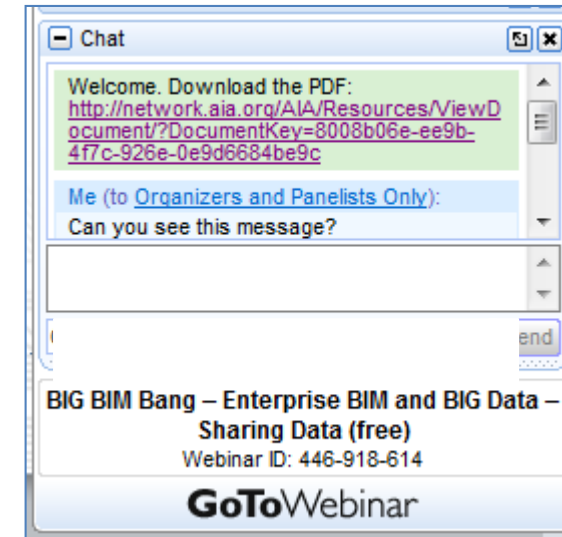 Chat
Welcome. Download the PDF:
http://network.aia.org/AIA/Resources/ViewD
ocument/?DocumentKey=8008b06e-ee9b-
4f7c-926e-0e9d6684be9c
Me (to Organizers and Panelists Only):
Can you see this message?
end
BIG BIM Bang – Enterprise BIM and BIG Data –
Sharing Data (free)
Webinar ID: 446-918-614
GoToWebinar